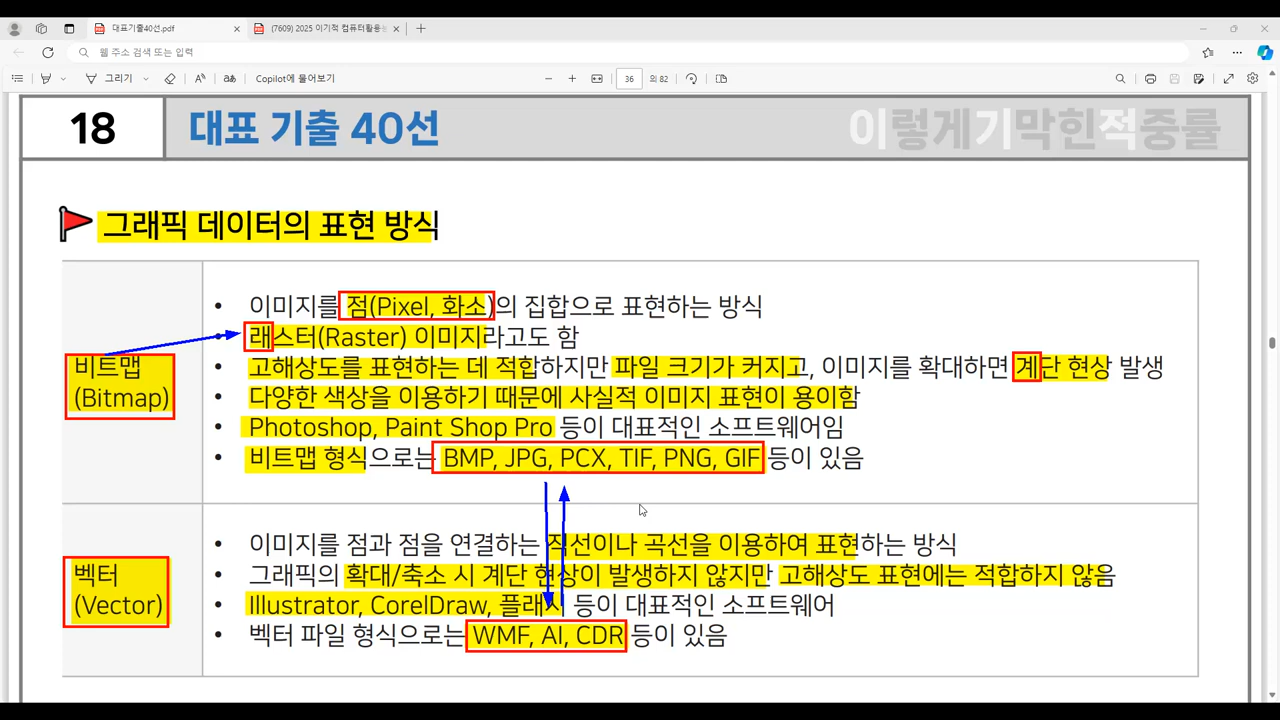 대표기출40선.pdf
(7609) 2025 이기적 컴퓨터활용능
웹 주소 검색 또는 입력
그리기
Copilot에 물어보기
36 의 82
18
대표 기출 40선
이렇게기막힌적중률
그래픽 데이터의 표현 방식
비트맵
(Bitmap)
• 이미지를 점(Pixel, 화소)의 집합으로 표현하는 방식
• 래스터(Raster) 이미지라고도 함
• 고해상도를 표현하는 데 적합하지만 파일 크기가 커지고, 이미지를 확대하면 계단 현상 발생
• 다양한 색상을 이용하기 때문에 사실적 이미지 표현이 용이함
• Photoshop, Paint Shop Pro 등이 대표적인 소프트웨어임
• 비트맵 형식으로는 BMP, JPG, PCX, TIF, PNG, GIF 등이 있음
벡터
(Vector)
• 이미지를 점과 점을 연결하는 직선이나 곡선을 이용하여 표현하는 방식
• 그래픽의 확대/축소 시 계단 현상이 발생하지 않지만 고해상도 표현에는 적합하지 않음
• Illustrator, CorelDraw, 플래시 등이 대표적인 소프트웨어
• 벡터 파일 형식으로는 WMF, AI, CDR 등이 있음